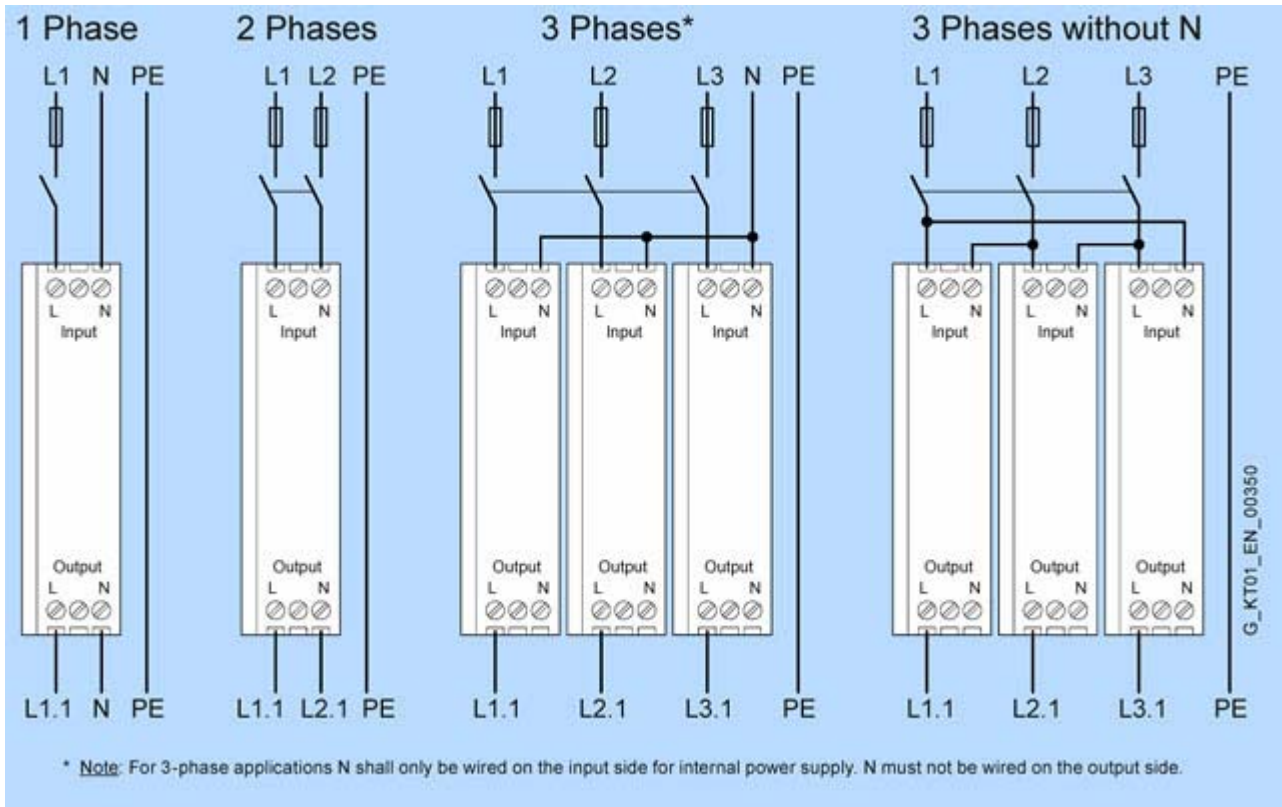 1 Phase 2 Phases 3 Phases* 3 Phases without N
L1 N PE L1 L2 PE L1 L2 L3 N PE L1 L2 L3 PE
L N L N L N L N L N L N L N L N
Input Input Input Input Input Input Input Input
Output Output Output Output Output Output Output Output
L N L N L N L N L N L N L N L N
L1.1 N PE L1.1 L2.1 PE L1.1 L2.1 L3.1 PE L1.1 L2.1 L3.1 PE
G_KT01_EN_00350
* Note: For 3-phase applications N shall only be wired on the input side for internal power supply. N must not be wired on the output side.